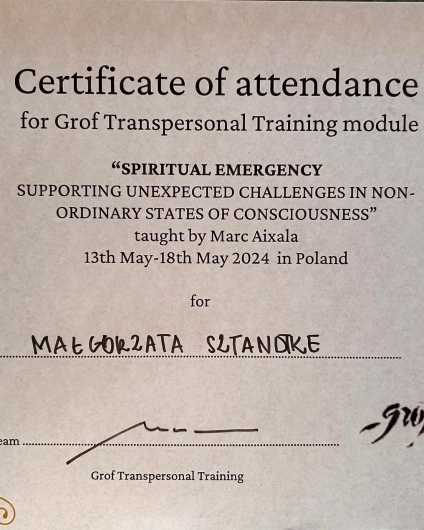 Certificate of attendance
for Grof Transpersonal Training module
“SPIRITUAL EMERGENCY
SUPPORTING UNEXPECTED CHALLENGES IN NON-
ORDINARY STATES OF CONSCIOUSNESS”
taught by Marc Aixala
13th May-18th May 2024 in Poland
for
MAŁGORZATA
eam
Grof Transpersonal Training